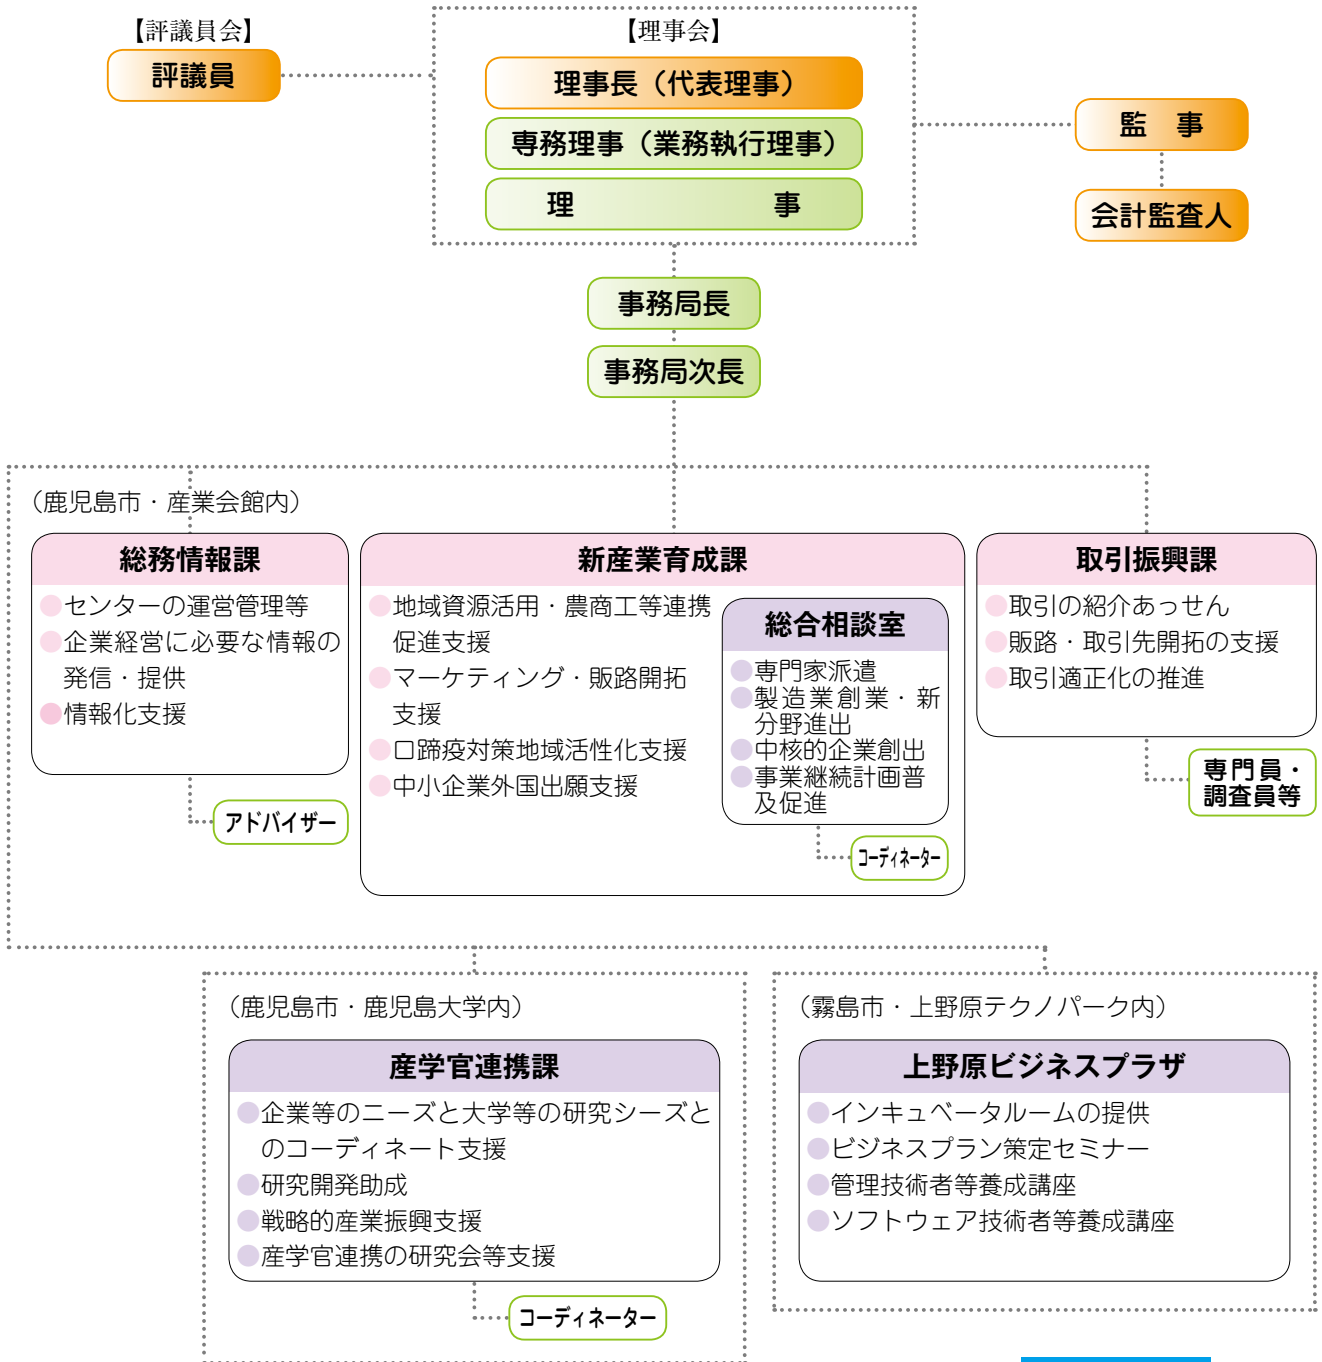 【評議員会】
評議員
【理事会】
理事長（代表理事）
専務理事（業務執行理事）
理　事
監　事
会計監査人
事務局長
事務局次長
（鹿児島市・産業会館内）
総務情報課
●センターの運営管理等
●企業経営に必要な情報の
発信・提供
●情報化支援
アドバイザー
新産業育成課
●地域資源活用・農商工等連携
促進支援
●マーケティング・販路開拓
支援
●口蹄疫対策地域活性化支援
●中小企業外国出願支援
総合相談室
●専門家派遣
●製造業創業・新
分野進出
●中核的企業創出
●事業継続計画普
及促進
コーディネーター
取引振興課
●取引の紹介あっせん
●販路・取引先開拓の支援
●取引適正化の推進
専門員・
調査員等
（鹿児島市・鹿児島大学内）
産学官連携課
●企業等のニーズと大学等の研究シーズと
のコーディネート支援
●研究開発助成
●戦略的産業振興支援
●産学官連携の研究会等支援
コーディネーター
（霧島市・上野原テクノパーク内）
上野原ビジネスプラザ
●インキュベータルームの提供
●ビジネスプラン策定セミナー
●管理技術者等養成講座
●ソフトウェア技術者等養成講座